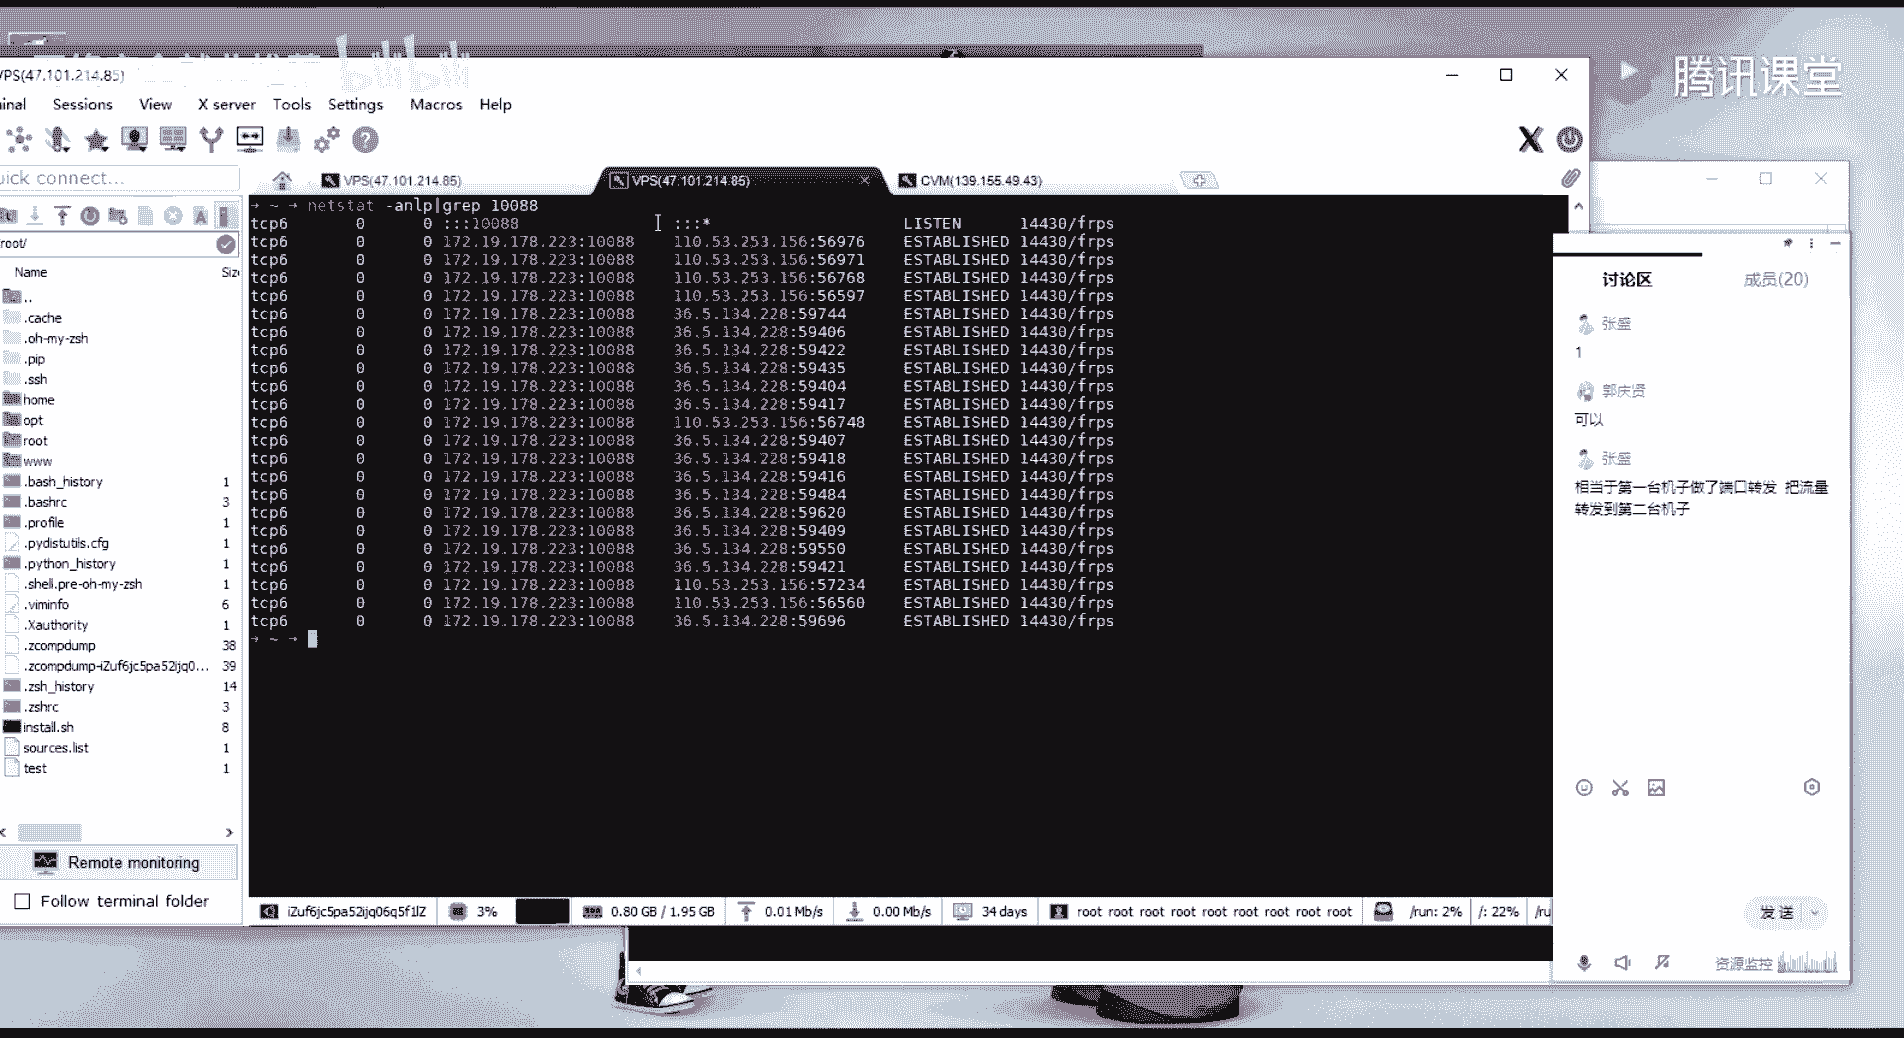 VPS(47.101.214.85)
腾讯课堂
inal Sessions View X server Tools Settings Macros Help
uick connect...
VPS(47.101.214.85)
VPS(47.101.214.85)
CVM(139.155.49.43)
root/
Name Size
..
.cache
.oh-my-zsh
.pip
.ssh
home
opt
root
www
.bash_history 1
.bashrc 3
.profile 1
.pydistutils.cfg 1
.python_history 1
.shell.pre-oh-my-zsh 1
.viminfo 6
.Xauthority 1
.zcompdump 38
.zcompdump-iZuf6jc5pa52ijq0... 39
.zsh_history 14
.zshrc 3
install.sh 8
sources.list 1
test 1
Remote monitoring
Follow terminal folder
→ ~ → netstat -anlp|grep 10088
tcp6 0 0 :::10088 :::* LISTEN 14430/frps
tcp6 0 0 172.19.178.223:10088 110.53.253.156:56976 ESTABLISHED 14430/frps
tcp6 0 0 172.19.178.223:10088 110.53.253.156:56971 ESTABLISHED 14430/frps
tcp6 0 0 172.19.178.223:10088 110.53.253.156:56768 ESTABLISHED 14430/frps
tcp6 0 0 172.19.178.223:10088 110.53.253.156:56597 ESTABLISHED 14430/frps
tcp6 0 0 172.19.178.223:10088 36.5.134.228:59744 ESTABLISHED 14430/frps
tcp6 0 0 172.19.178.223:10088 36.5.134.228:59406 ESTABLISHED 14430/frps
tcp6 0 0 172.19.178.223:10088 36.5.134.228:59422 ESTABLISHED 14430/frps
tcp6 0 0 172.19.178.223:10088 36.5.134.228:59435 ESTABLISHED 14430/frps
tcp6 0 0 172.19.178.223:10088 36.5.134.228:59404 ESTABLISHED 14430/frps
tcp6 0 0 172.19.178.223:10088 36.5.134.228:59417 ESTABLISHED 14430/frps
tcp6 0 0 172.19.178.223:10088 110.53.253.156:56748 ESTABLISHED 14430/frps
tcp6 0 0 172.19.178.223:10088 36.5.134.228:59407 ESTABLISHED 14430/frps
tcp6 0 0 172.19.178.223:10088 36.5.134.228:59418 ESTABLISHED 14430/frps
tcp6 0 0 172.19.178.223:10088 36.5.134.228:59416 ESTABLISHED 14430/frps
tcp6 0 0 172.19.178.223:10088 36.5.134.228:59484 ESTABLISHED 14430/frps
tcp6 0 0 172.19.178.223:10088 36.5.134.228:59620 ESTABLISHED 14430/frps
tcp6 0 0 172.19.178.223:10088 36.5.134.228:59409 ESTABLISHED 14430/frps
tcp6 0 0 172.19.178.223:10088 36.5.134.228:59550 ESTABLISHED 14430/frps
tcp6 0 0 172.19.178.223:10088 36.5.134.228:59421 ESTABLISHED 14430/frps
tcp6 0 0 172.19.178.223:10088 110.53.253.156:57234 ESTABLISHED 14430/frps
tcp6 0 0 172.19.178.223:10088 110.53.253.156:56560 ESTABLISHED 14430/frps
tcp6 0 0 172.19.178.223:10088 36.5.134.228:59696 ESTABLISHED 14430/frps
→ ~ →
iZuf6jc5pa52ijq06q5f1lZ 3% 0.80 GB / 1.95 GB 0.01 Mb/s 0.00 Mb/s 34 days root root root root root root root root root /run: 2% /: 22% /ru
讨论区 成员(20)
张盛
1
郭庆贤
可以
张盛
相当于第一台机子做了端口转发 把流量
转发到第二台机子
发送
资源监控